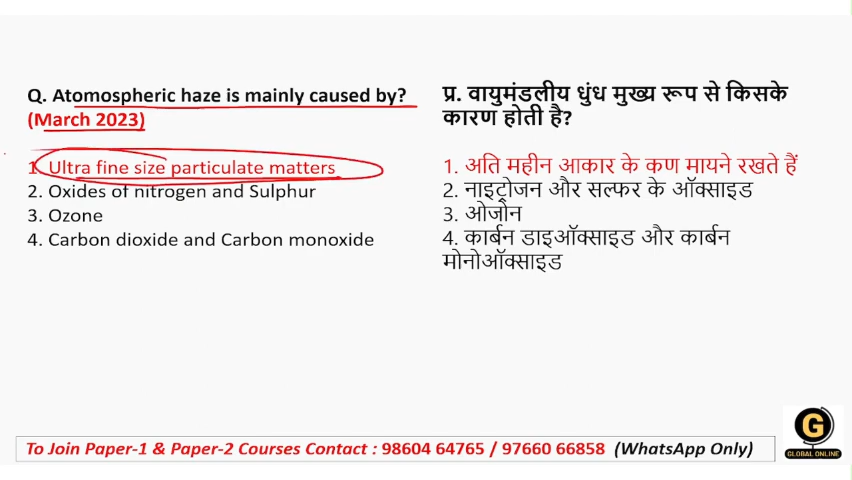 Q. Atomospheric haze is mainly caused by?
(March 2023)
1. Ultra fine size particulate matters
2. Oxides of nitrogen and Sulphur
3. Ozone
4. Carbon dioxide and Carbon monoxide
प्र. वायुमंडलीय धुंध मुख्य रूप से किसके
कारण होती है?
1. अति महीन आकार के कण मायने रखते हैं
2. नाइट्रोजन और सल्फर के ऑक्साइड
3. ओजोन
4. कार्बन डाइऑक्साइड और कार्बन
मोनोऑक्साइड
G
GLOBAL ONLINE
To Join Paper-1 & Paper-2 Courses Contact : 98604 64765 / 97660 66858 (WhatsApp Only)